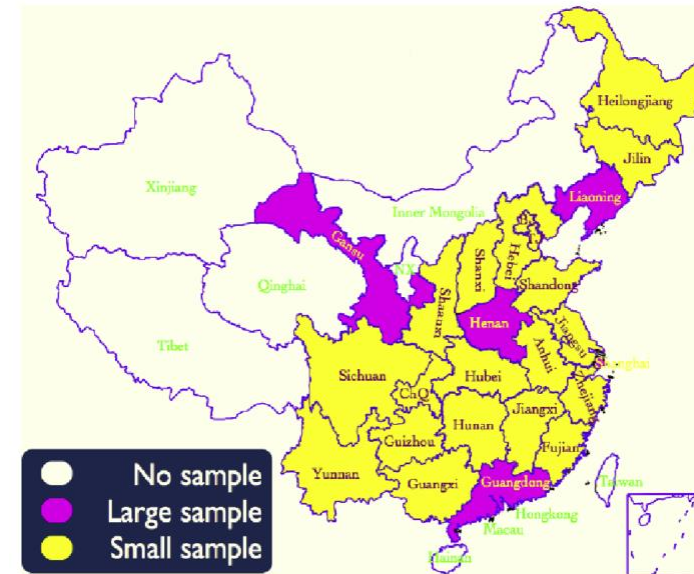 Heilongjiang
Jilin
Xinjiang
Liaoning
Inner Mongolia
Gansu
Hebei
NX
Shanxi
Qinghai
Shandong
Shaanxi
Henan
Jiangsu
Tibet
Anhui
Shanghai
Sichuan
Hubei
Zhejiang
ChQ
Jiangxi
Hunan
Guizhou
Fujian
Yunnan
Guangxi
Guangdong
Taiwan
Hongkong
Macau
Hainan
No sample
Large sample
Small sample